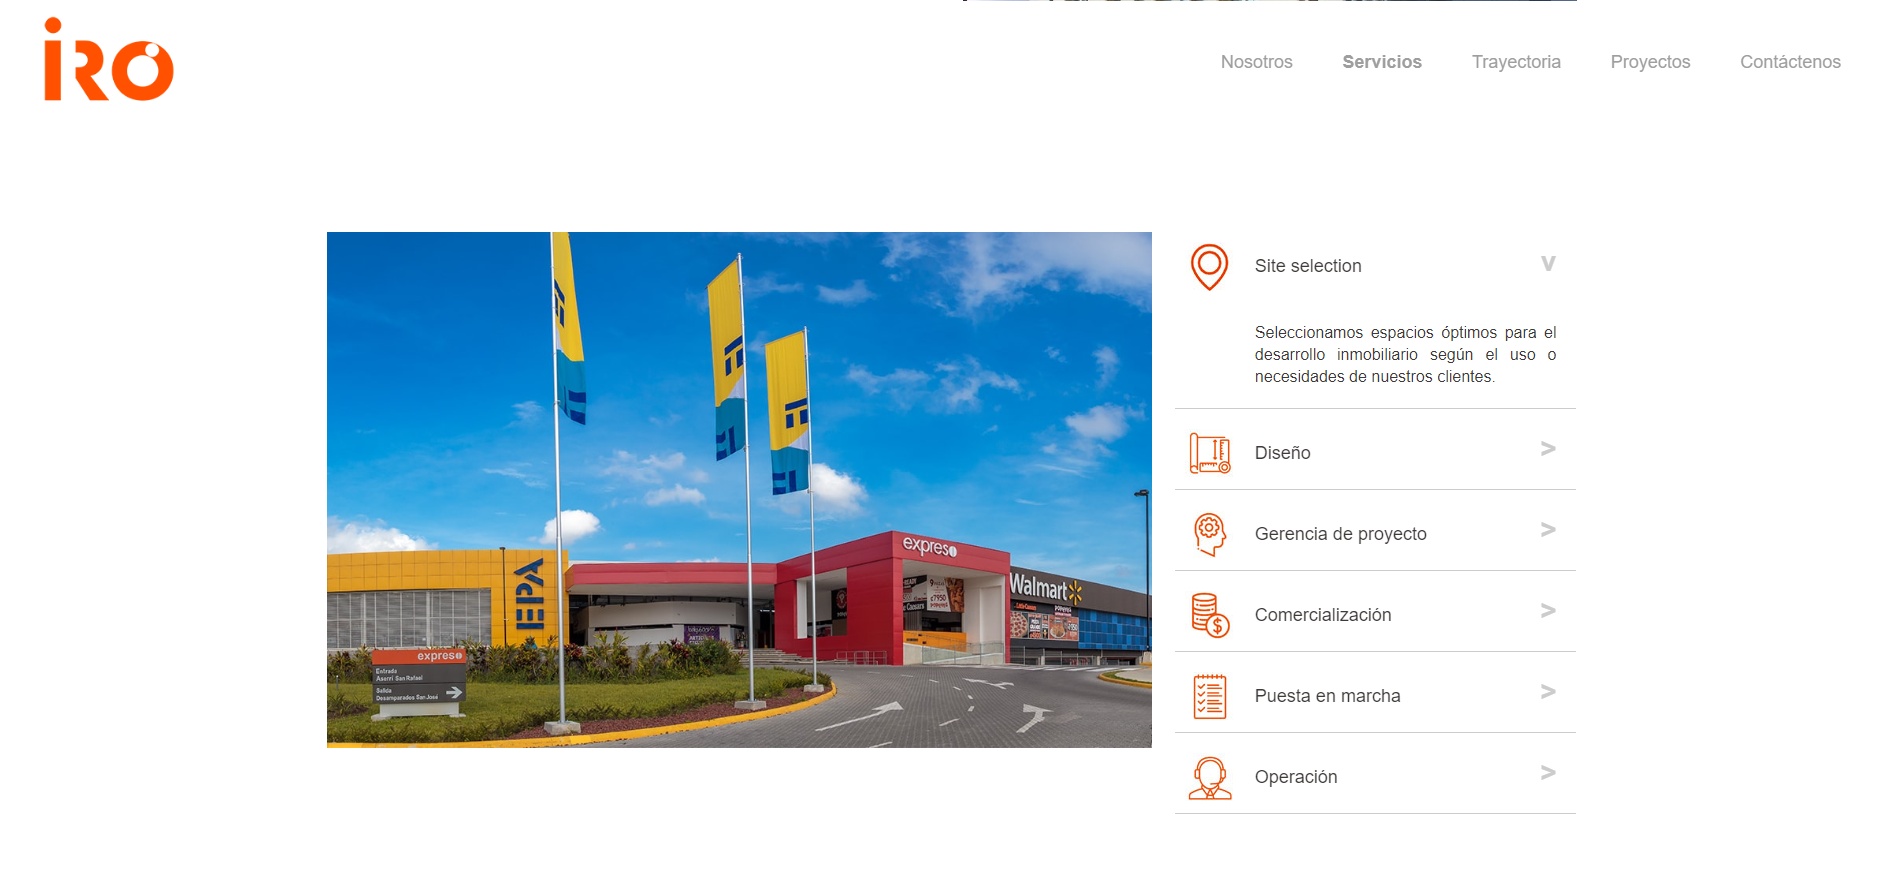 iRO
Nosotros Servicios Trayectoria Proyectos Contáctenos
EPA
expreso
Walmart
expreso
Entrada
Aserrí San Rafael
Salida
Desamparados San José
Site selection v
Seleccionamos espacios óptimos para el
desarrollo inmobiliario según el uso o
necesidades de nuestros clientes.
Diseño >
Gerencia de proyecto >
Comercialización >
Puesta en marcha >
Operación >